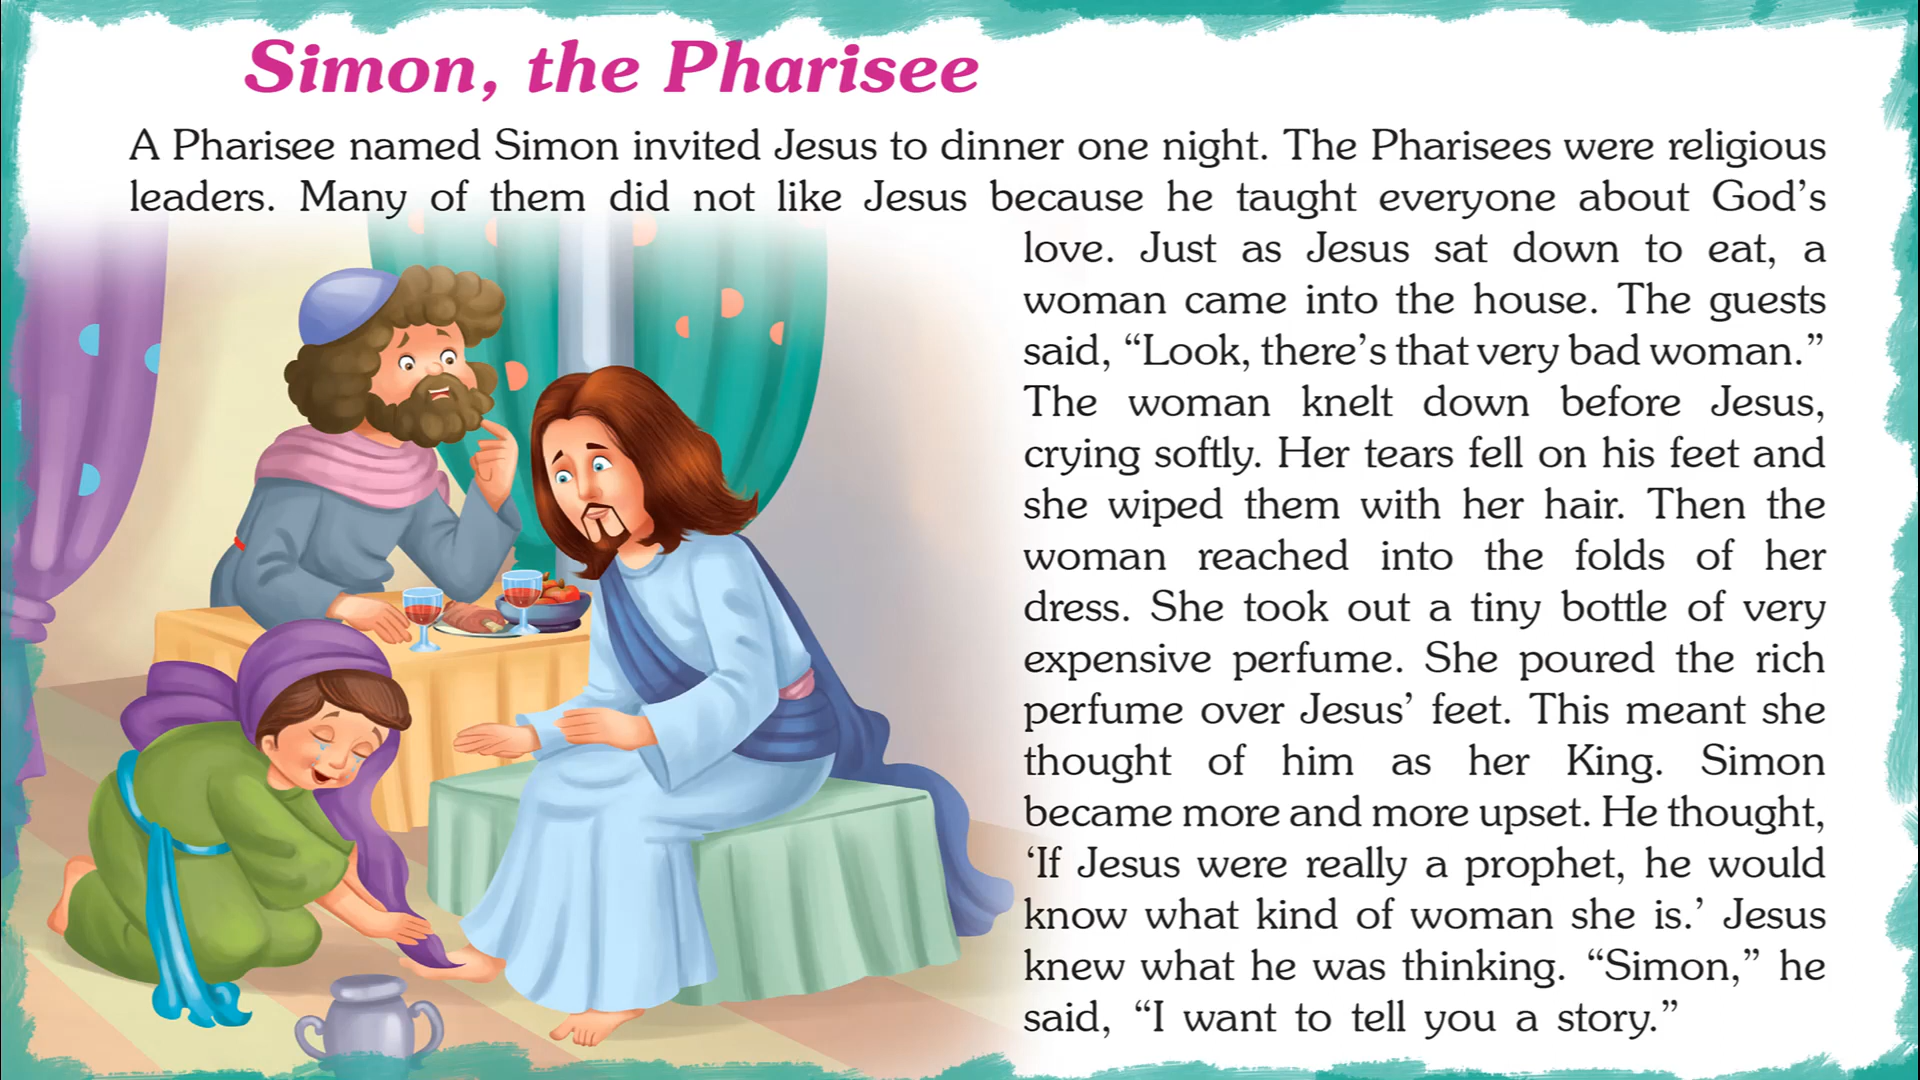 Simon, the Pharisee
A Pharisee named Simon invited Jesus to dinner one night. The Pharisees were religious
leaders. Many of them did not like Jesus because he taught everyone about God’s
love. Just as Jesus sat down to eat, a
woman came into the house. The guests
said, “Look, there’s that very bad woman.”
The woman knelt down before Jesus,
crying softly. Her tears fell on his feet and
she wiped them with her hair. Then the
woman reached into the folds of her
dress. She took out a tiny bottle of very
expensive perfume. She poured the rich
perfume over Jesus’ feet. This meant she
thought of him as her King. Simon
became more and more upset. He thought,
‘If Jesus were really a prophet, he would
know what kind of woman she is.’ Jesus
knew what he was thinking. “Simon,” he
said, “I want to tell you a story.”